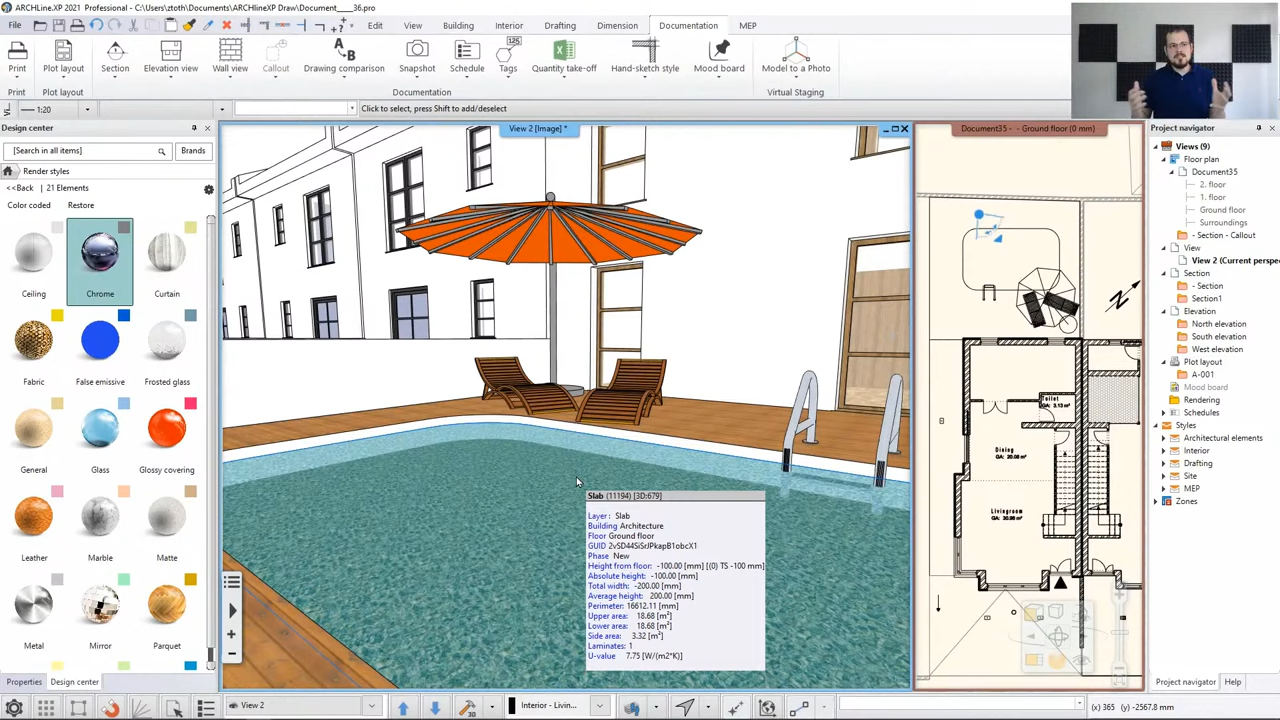 ARCHLine.XP 2021 Professional - C:\Users\ztoth\Documents\ARCHlineXP Draw\Document____36.pro
File
Edit View Building Interior Drafting Dimension Documentation MEP
Print Plot layout Section Elevation view Wall view Callout Drawing comparison Snapshot Schedule Tags Quantity take-off Hand-sketch style Mood board Model to a Photo
Print Plot layout Documentation Virtual Staging
1:20
Click to select, press Shift to add/deselect
Design center
[Search in all items]
Brands
Render styles
<<Back | 21 Elements
Color coded Restore
Ceiling Chrome Curtain
Fabric False emissive Frosted glass
General Glass Glossy covering
Leather Marble Matte
Metal Mirror Parquet
Properties Design center
View 2 [Image] *
Slab (11194) [3D:679]
Layer : Slab
Building Architecture
Floor Ground floor
GUID 2vSD44SiSrJPkapB1obcX1
Phase New
Height from floor: -100.00 [mm] [(0) TS -100 mm]
Absolute height: -100.00 [mm]
Total width: -200.00 [mm]
Average height: 200.00 [mm]
Perimeter: 16612.11 [mm]
Upper area: 18.68 [m²]
Lower area: 18.68 [m²]
Side area: 3.32 [m²]
Laminates: 1
U-value 7.75 [W/(m2*K)]
Document35 - - Ground floor (0 mm)
Toilet
GA: 3.13 m²
Dining
Livingroom
Project navigator
Views (9)
Floor plan
Document35
2. floor
1. floor
Ground floor
Surroundings
- Section - Callout
View
View 2 (Current perspe
Section
- Section
Section1
Elevation
North elevation
South elevation
West elevation
Plot layout
A-001
Mood board
Rendering
Schedules
Styles
Architectural elements
Interior
Drafting
Site
MEP
Zones
Project navigator Help
View 2
Interior - Livin...
(x) 365 (y) -2567.8 mm